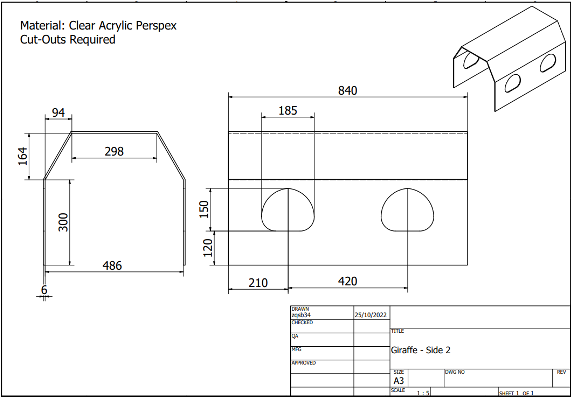 Material: Clear Acrylic Perspex
Cut-Outs Required
840
94
185
298
164
150
300
120
486
210
420
6
DRAWN
zqsb34
25/10/2022
CHECKED
TITLE
QA
MFG
Giraffe - Side 2
APPROVED
SIZE
DWG NO
REV
A3
SCALE
1 : 5
SHEET 1 OF 1